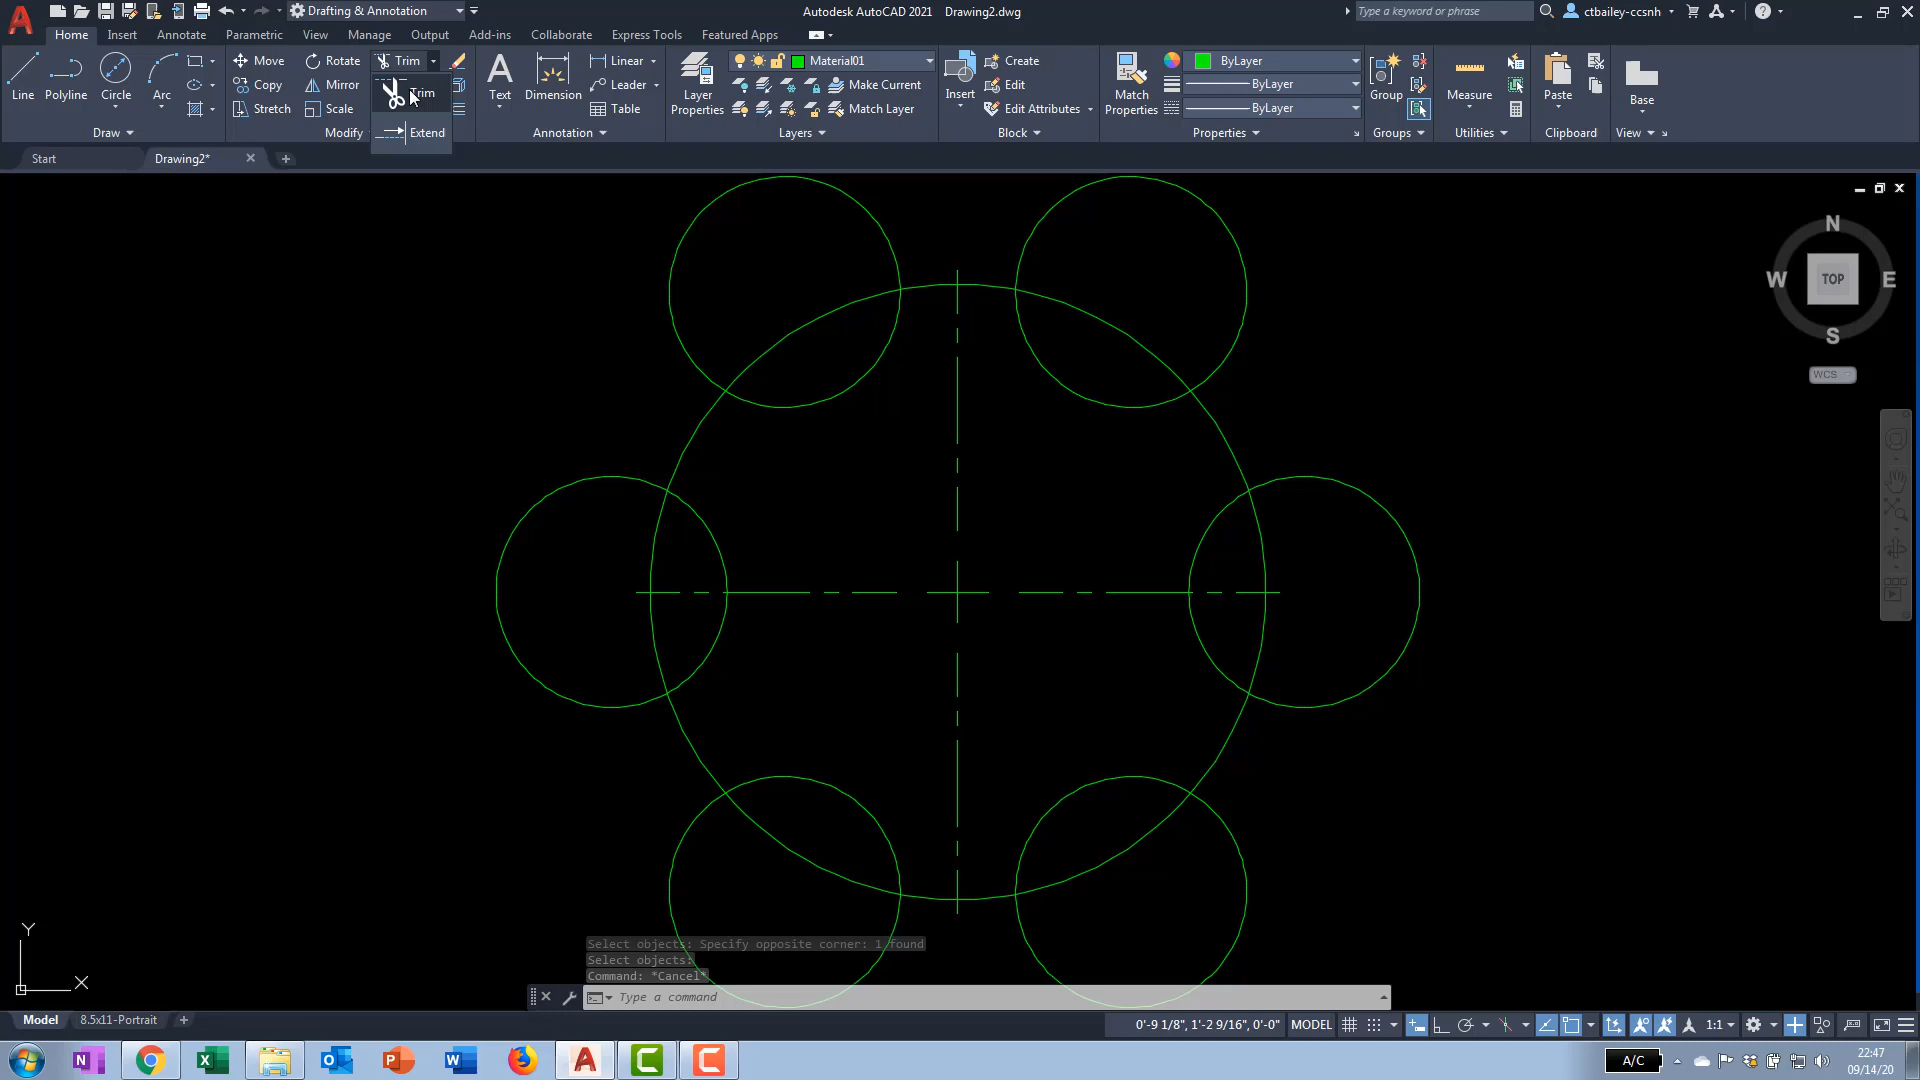 Drafting & Annotation
Autodesk AutoCAD 2021 Drawing2.dwg
Type a keyword or phrase
ctbailey-ccsnh
Home Insert Annotate Parametric View Manage Output Add-ins Collaborate Express Tools Featured Apps
Line Polyline Circle Arc
Draw
Move Rotate Trim
Copy Mirror
Stretch Scale
Modify
Trim
Extend
Text Dimension
Linear
Leader
Table
Annotation
Layer Properties
Material01
Make Current
Match Layer
Layers
Insert
Create
Edit
Edit Attributes
Block
Match Properties
ByLayer
ByLayer
ByLayer
Properties
Group
Groups
Measure
Utilities
Paste
Clipboard
Base
View
Start Drawing2*
N
W TOP E
S
WCS
Y
X
Select objects: Specify opposite corner: 1 found
Select objects:
Command: *Cancel*
Type a command
Model 8.5x11-Portrait
0'-9 1/8", 1'-2 9/16", 0'-0" MODEL 1:1
A/C
22:47
09/14/20